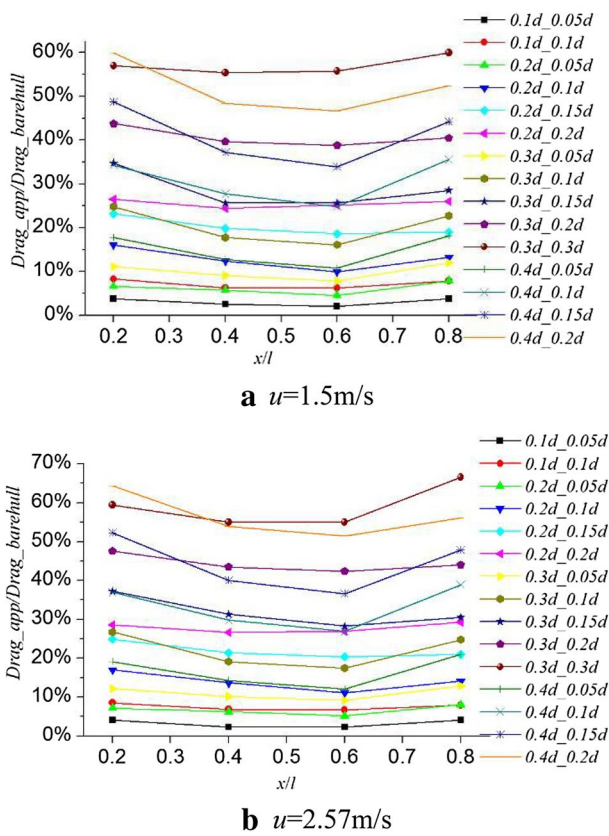 60%
50%
40%
30%
20%
10%
0%
Drag_app/Drag_barehull
0.2 0.3 0.4 0.5 0.6 0.7 0.8
x/l
0.1d_0.05d
0.1d_0.1d
0.2d_0.05d
0.2d_0.1d
0.2d_0.15d
0.2d_0.2d
0.3d_0.05d
0.3d_0.1d
0.3d_0.15d
0.3d_0.2d
0.3d_0.3d
0.4d_0.05d
0.4d_0.1d
0.4d_0.15d
0.4d_0.2d
a u=1.5m/s
70%
60%
50%
40%
30%
20%
10%
0%
Drag_app/Drag_barehull
0.2 0.3 0.4 0.5 0.6 0.7 0.8
x/l
0.1d_0.05d
0.1d_0.1d
0.2d_0.05d
0.2d_0.1d
0.2d_0.15d
0.2d_0.2d
0.3d_0.05d
0.3d_0.1d
0.3d_0.15d
0.3d_0.2d
0.3d_0.3d
0.4d_0.05d
0.4d_0.1d
0.4d_0.15d
0.4d_0.2d
b u=2.57m/s